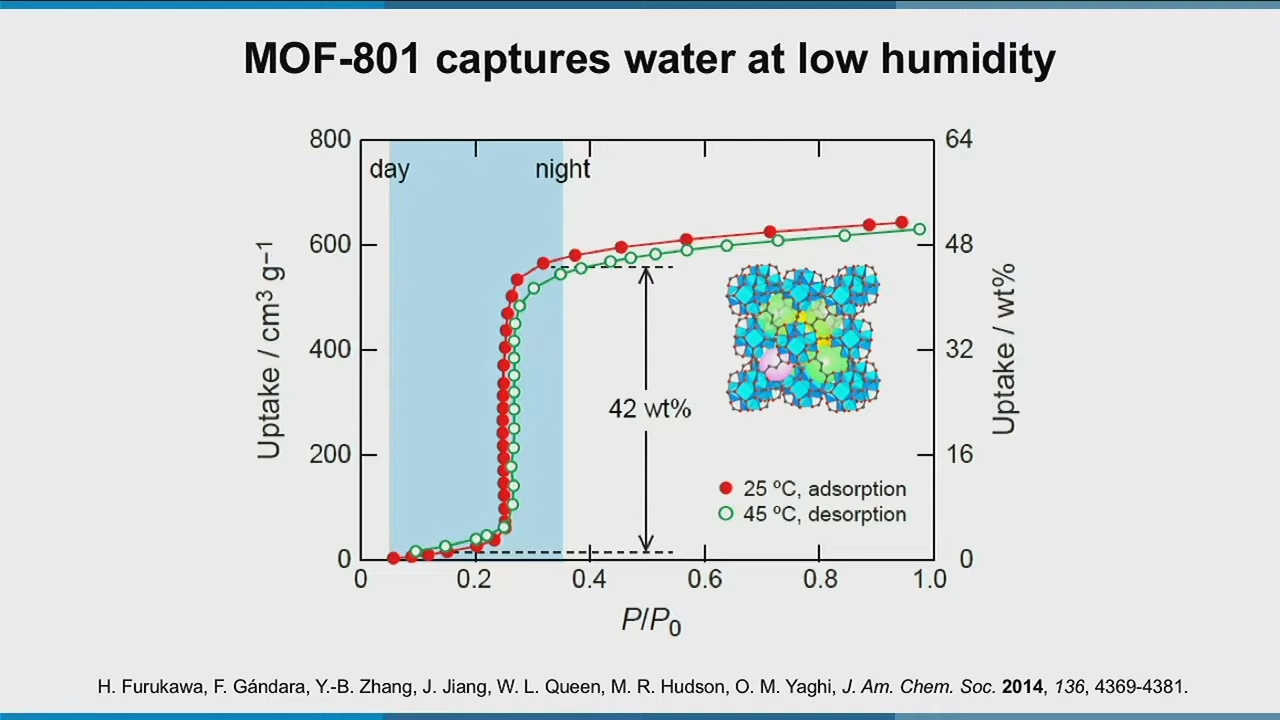 MOF-801 captures water at low humidity
800
600
400
200
0
Uptake / cm³ g⁻¹
day
night
64
48
32
16
0
Uptake / wt%
42 wt%
25 ºC, adsorption
45 ºC, desorption
0 0.2 0.4 0.6 0.8 1.0
P/P₀
H. Furukawa, F. Gándara, Y.-B. Zhang, J. Jiang, W. L. Queen, M. R. Hudson, O. M. Yaghi, J. Am. Chem. Soc. 2014, 136, 4369-4381.